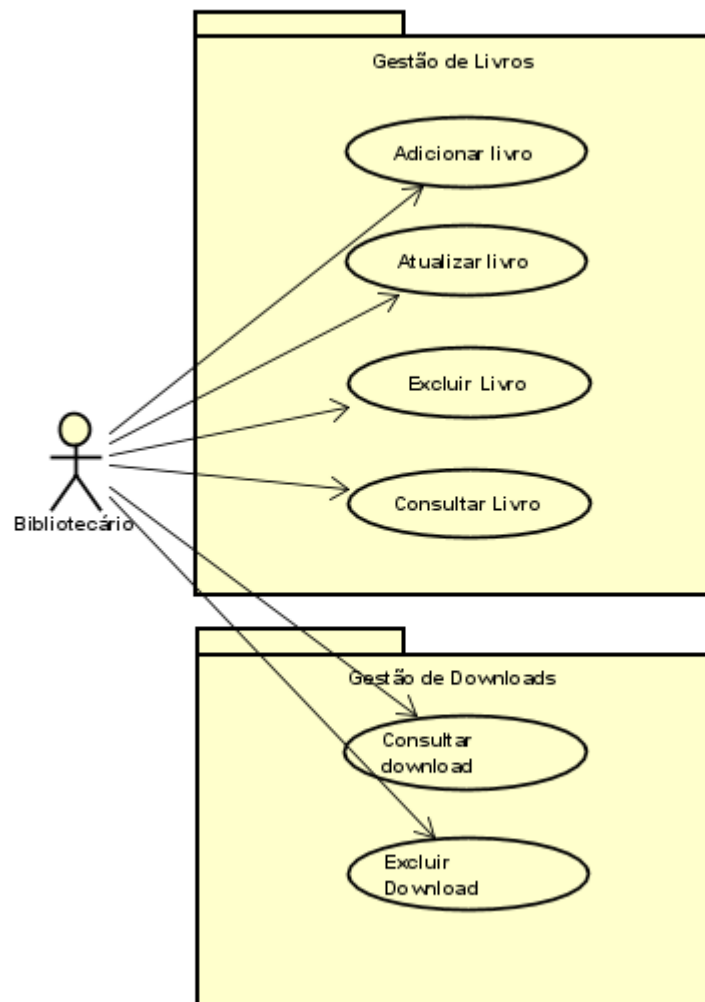 Gestão de Livros
Adicionar livro
Atualizar livro
Excluir Livro
Consultar Livro
Bibliotecário
Gestão de Downloads
Consultar
download
Excluir
Download